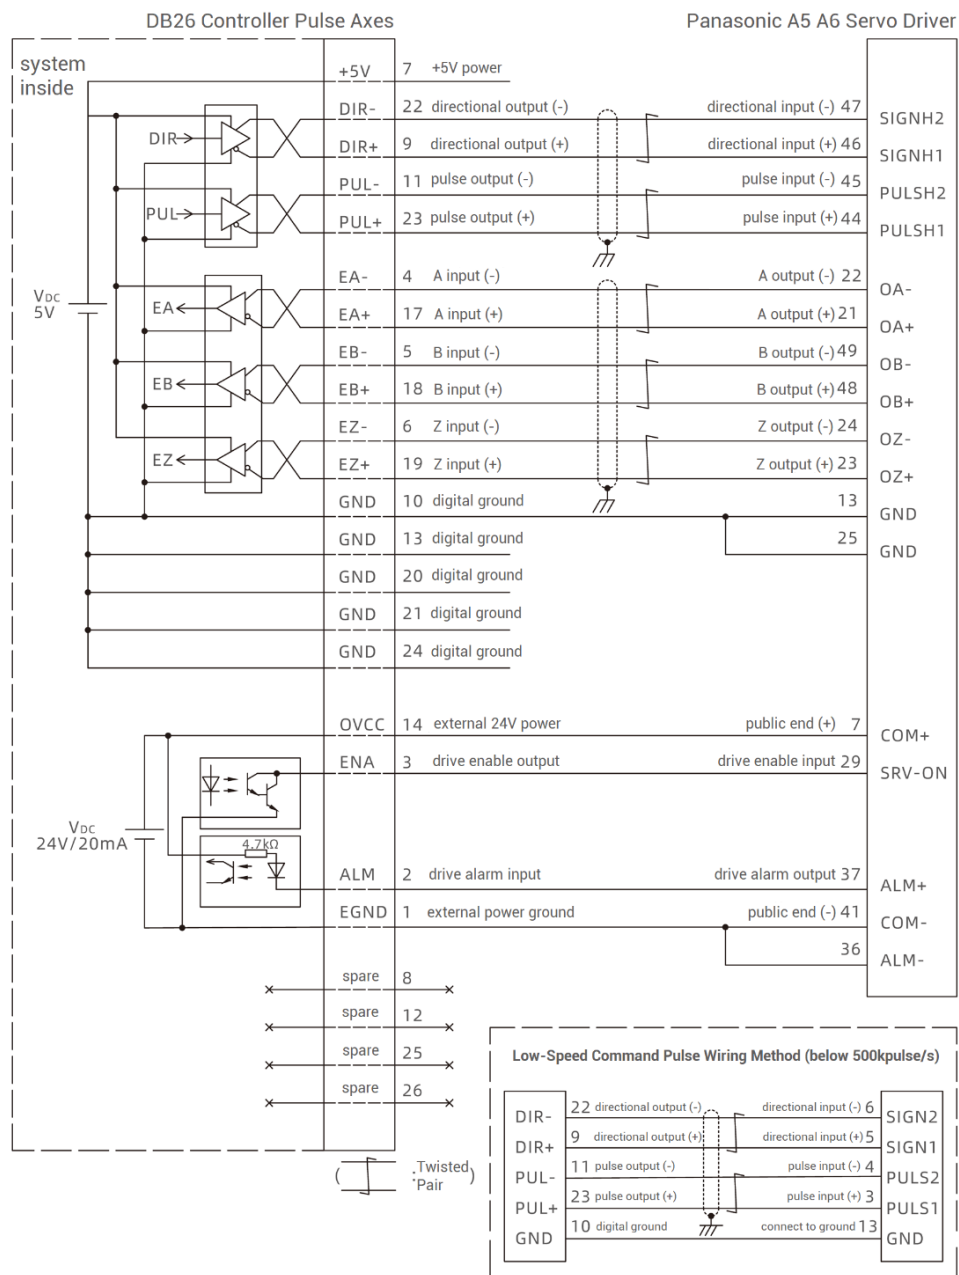 DB26 Controller Pulse Axes
Panasonic A5 A6 Servo Driver
system
inside
+5V 7 +5V power
DIR- 22 directional output (-) directional input (-) 47 SIGNH2
DIR
DIR+ 9 directional output (+) directional input (+) 46 SIGNH1
PUL- 11 pulse output (-) pulse input (-) 45 PULSH2
PUL
PUL+ 23 pulse output (+) pulse input (+) 44 PULSH1
EA- 4 A input (-) A output (-) 22 OA-
VDC
5V
EA
EA+ 17 A input (+) A output (+) 21 OA+
EB- 5 B input (-) B output (-) 49 OB-
EB
EB+ 18 B input (+) B output (+) 48 OB+
EZ- 6 Z input (-) Z output (-) 24 OZ-
EZ
EZ+ 19 Z input (+) Z output (+) 23 OZ+
GND 10 digital ground 13 GND
GND 13 digital ground 25 GND
GND 20 digital ground
GND 21 digital ground
GND 24 digital ground
OVCC 14 external 24V power public end (+) 7 COM+
ENA 3 drive enable output drive enable input 29 SRV-ON
VDC
24V/20mA
4.7kΩ
ALM 2 drive alarm input drive alarm output 37 ALM+
EGND 1 external power ground public end (-) 41 COM-
36 ALM-
spare 8
spare 12
spare 25
spare 26
Low-Speed Command Pulse Wiring Method (below 500kpulse/s)
DIR- 22 directional output (-) directional input (-) 6 SIGN2
DIR+ 9 directional output (+) directional input (+) 5 SIGN1
PUL- 11 pulse output (-) pulse input (-) 4 PULS2
PUL+ 23 pulse output (+) pulse input (+) 3 PULS1
GND 10 digital ground connect to ground 13 GND
( :Twisted )
Pair